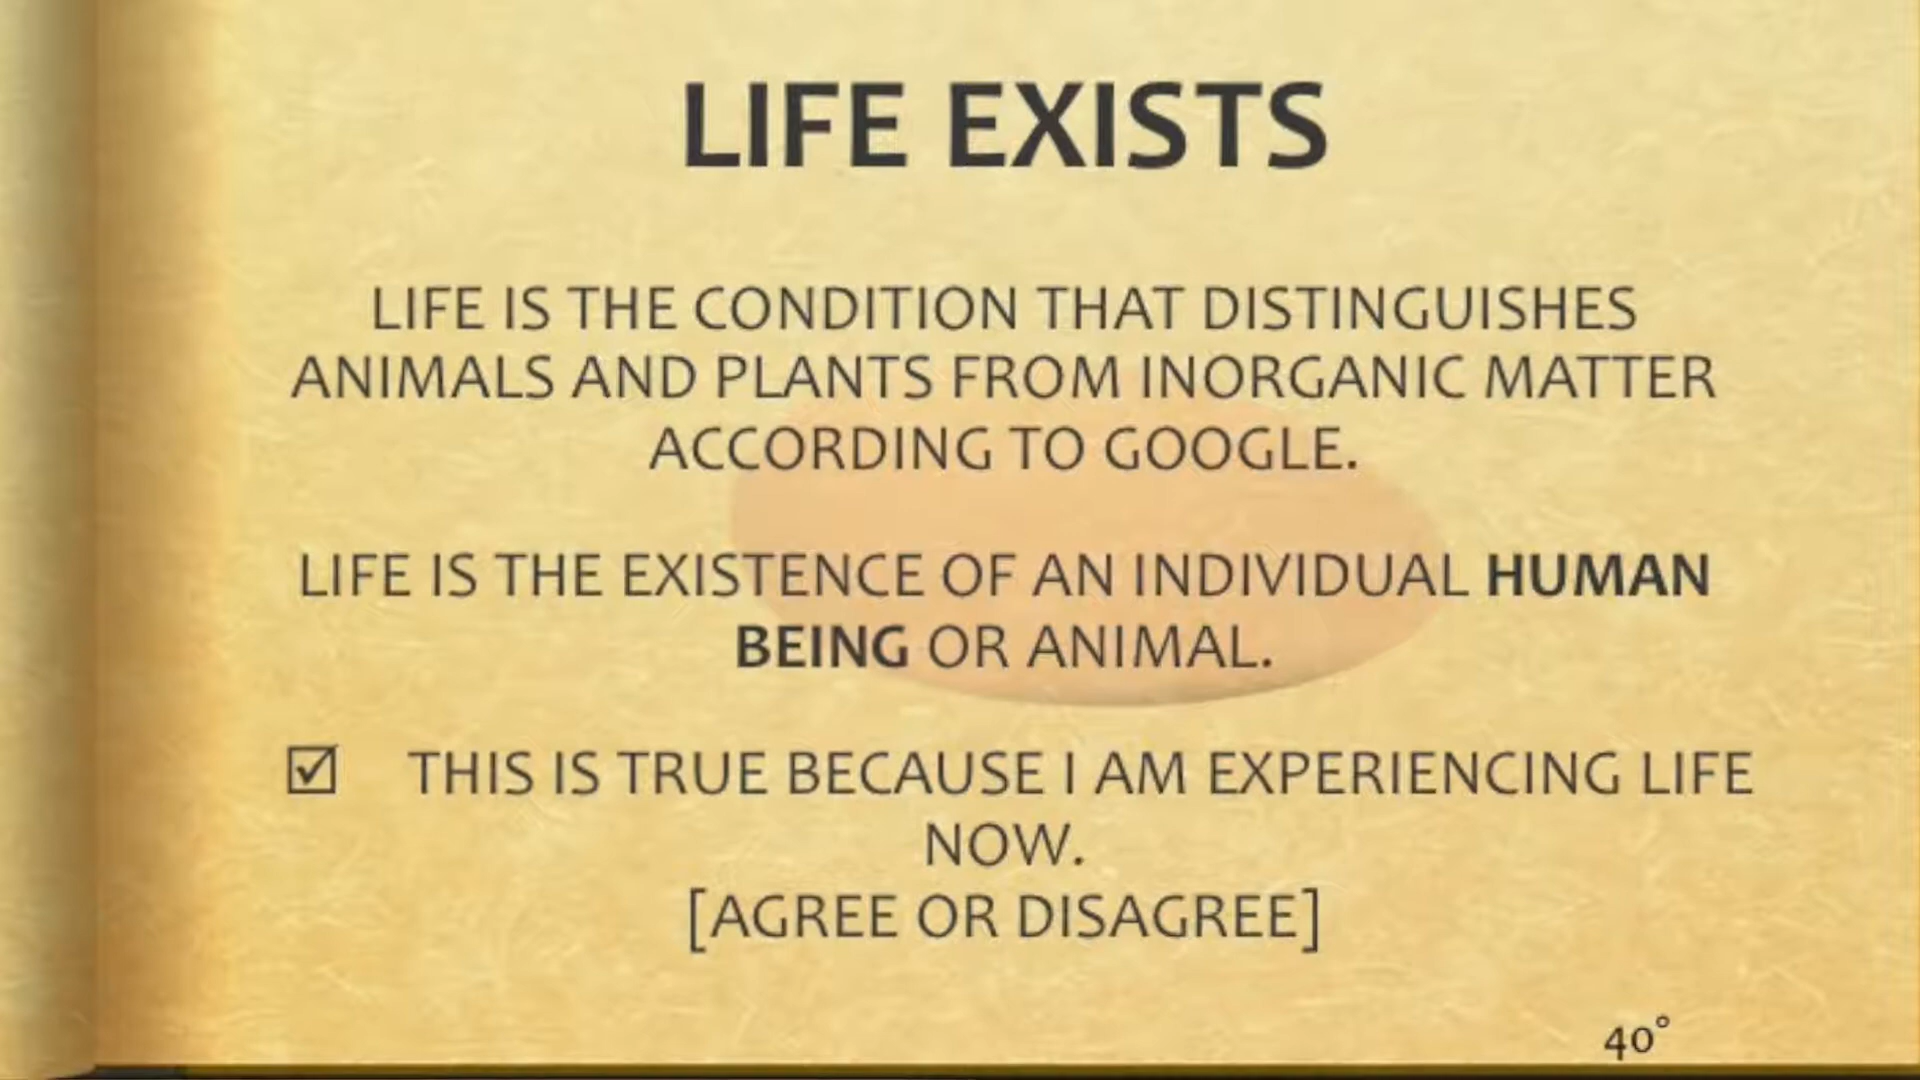 LIFE EXISTS
LIFE IS THE CONDITION THAT DISTINGUISHES
ANIMALS AND PLANTS FROM INORGANIC MATTER
ACCORDING TO GOOGLE.
LIFE IS THE EXISTENCE OF AN INDIVIDUAL HUMAN
BEING OR ANIMAL.
☑ THIS IS TRUE BECAUSE I AM EXPERIENCING LIFE
NOW.
[AGREE OR DISAGREE]
40°